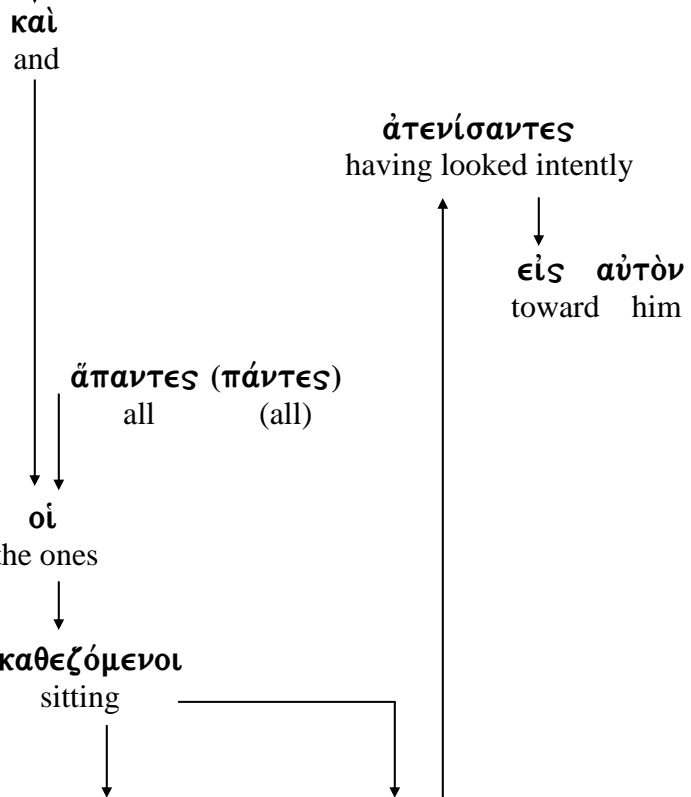 καὶ
and
ἀτενίσαντες
having looked intently
εἰς αὐτὸν
toward him
ἅπαντες (πάντες)
all (all)
οἱ
the ones
καθεζόμενοι
sitting